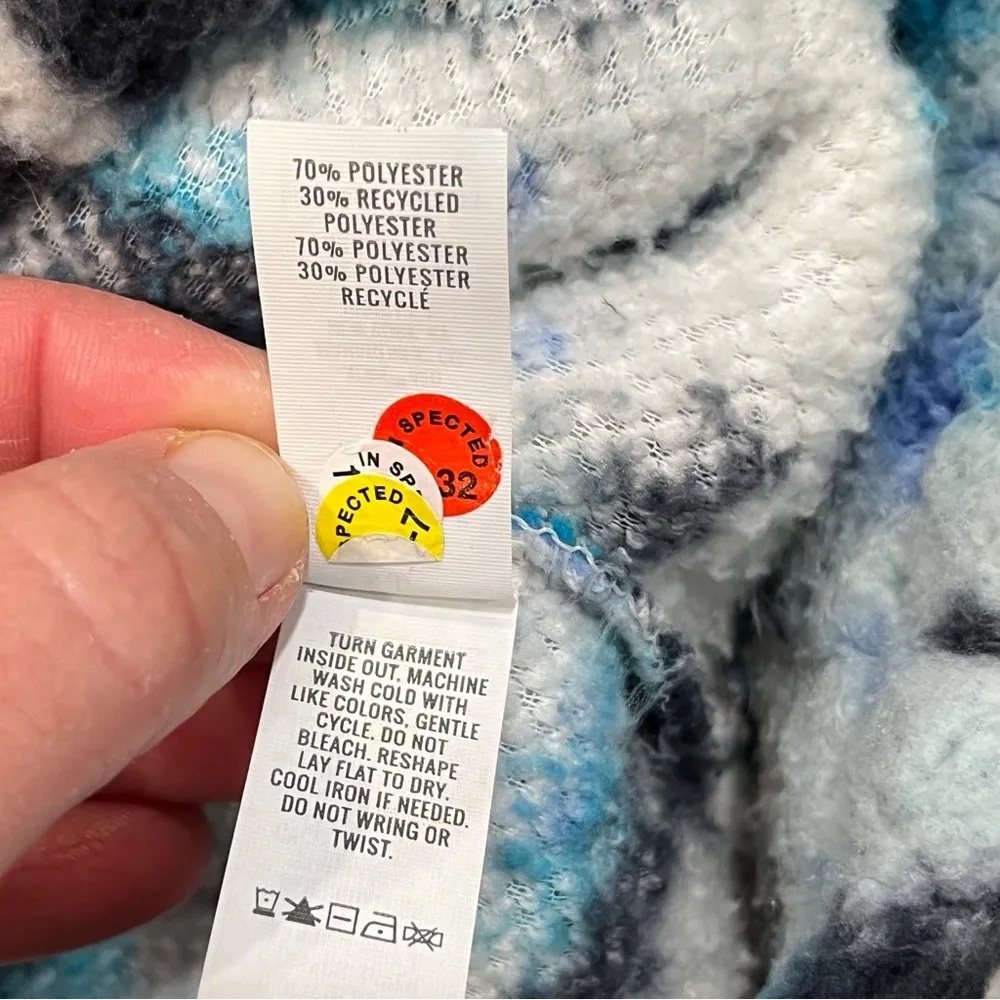 70% POLYESTER
30% RECYCLED
POLYESTER
70% POLYESTER
30% POLYESTER
RECYCLÉ
SPECTED
32
IN SP
PECTED
-7
TURN GARMENT
INSIDE OUT. MACHINE
WASH COLD WITH
LIKE COLORS, GENTLE
CYCLE. DO NOT
BLEACH. RESHAPE
LAY FLAT TO DRY.
COOL IRON IF NEEDED.
DO NOT WRING OR
TWIST.